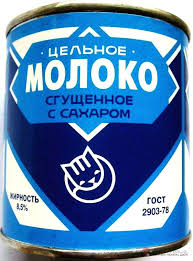 • ЦЕЛЬНОЕ •
МОЛОКО
СГУЩЕННОЕ
С САХАРОМ
ЖИРНОСТЬ
8,5%
ГОСТ
2903-78